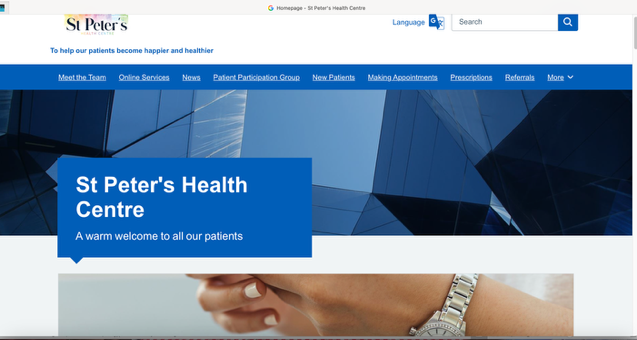 Homepage - St Peter's Health Centre
St Peter's
HEALTH CENTRE
Language
Search
To help our patients become happier and healthier
Meet the Team Online Services News Patient Participation Group New Patients Making Appointments Prescriptions Referrals More
St Peter's Health
Centre
A warm welcome to all our patients